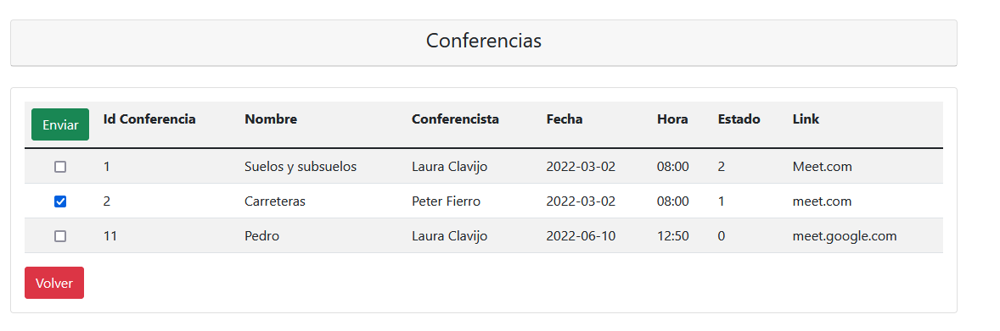 Conferencias
Enviar Id Conferencia Nombre Conferencista Fecha Hora Estado Link
1 Suelos y subsuelos Laura Clavijo 2022-03-02 08:00 2 Meet.com
2 Carreteras Peter Fierro 2022-03-02 08:00 1 meet.com
11 Pedro Laura Clavijo 2022-06-10 12:50 0 meet.google.com
Volver